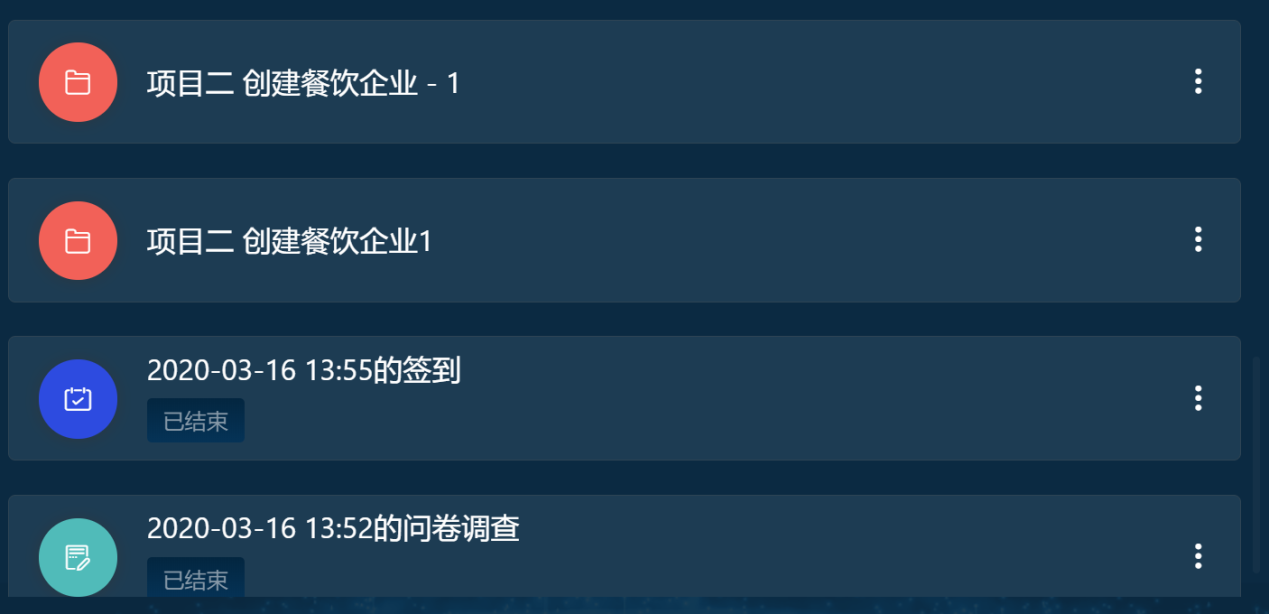 项目二 创建餐饮企业 - 1
项目二 创建餐饮企业1
2020-03-16 13:55的签到
已结束
2020-03-16 13:52的问卷调查
已结束